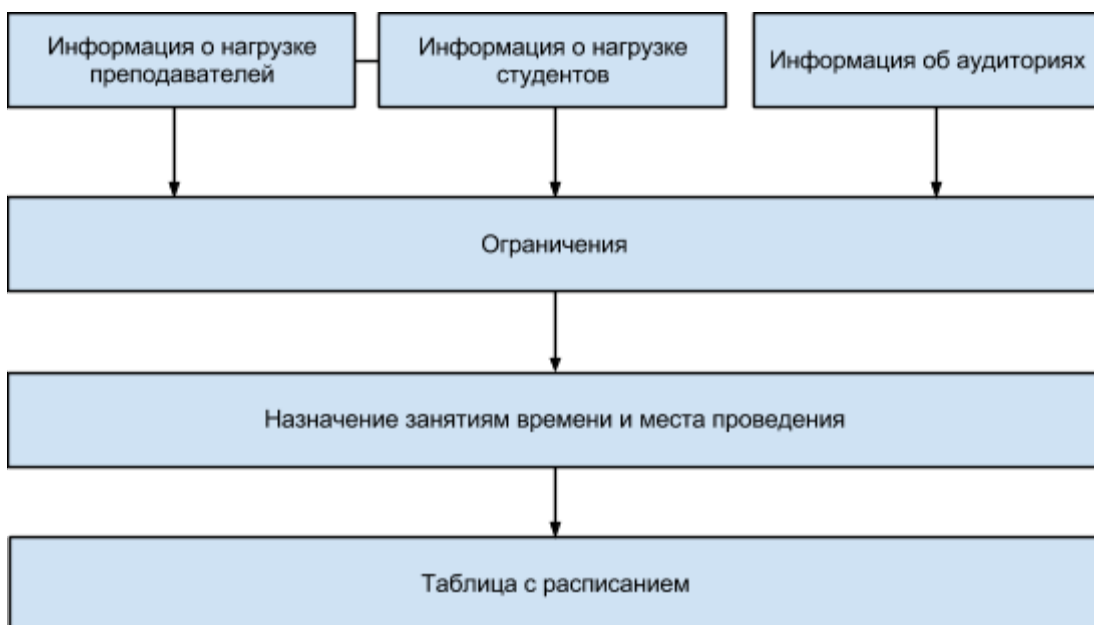 Информация о нагрузке
преподавателей
Информация о нагрузке
студентов
Информация об аудиториях
Ограничения
Назначение занятиям времени и места проведения
Таблица с расписанием